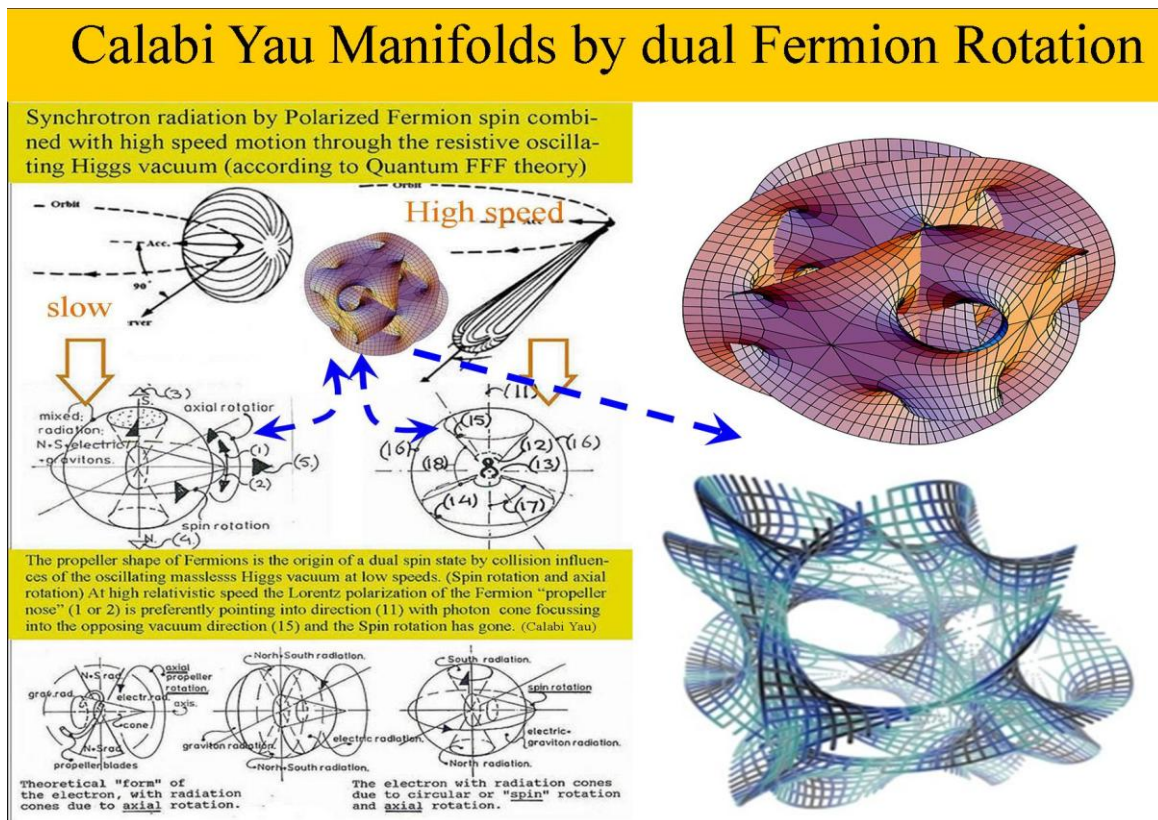 Calabi Yau Manifolds by dual Fermion Rotation
Synchrotron radiation by Polarized Fermion spin combi-
ned with high speed motion through the resistive oscilla-
ting Higgs vacuum (according to Quantum FFF theory)
Orbit
Acc.
90°
rver
slow
Orbit
High speed
Acc
(3)
S.
mixed;
radiation;
N+S+electric
+gravitons.
axial rotation
(1)
(5.)
(2)
spin rotation
N.
(4.)
(11)
(15)
(16)
(12)
(16)
(18)
(13)
(14)
(17)
The propeller shape of Fermions is the origin of a dual spin state by collision influen-
ces of the oscillating masslesss Higgs vacuum at low speeds. (Spin rotation and axial
rotation) At high relativistic speed the Lorentz polarization of the Fermion “propeller
nose” (1 or 2) is preferently pointing into direction (11) with photon cone focussing
into the opposing vacuum direction (15) and the Spin rotation has gone. (Calabi Yau)
N+S rad.
grav.rad.
electr.rad.
axial
propeller
rotation.
axis.
cone
N+S rad.
propeller blades
North-South radiation.
graviton radiation.
electric radiation.
North-South radiation.
South radiation.
spin rotation
electric+
graviton radiation.
North radiation.
Theoretical "form" of
the electron, with radiation
cones due to axial rotation.
The electron with radiation cones
due to circular or "spin" rotation
and axial rotation.